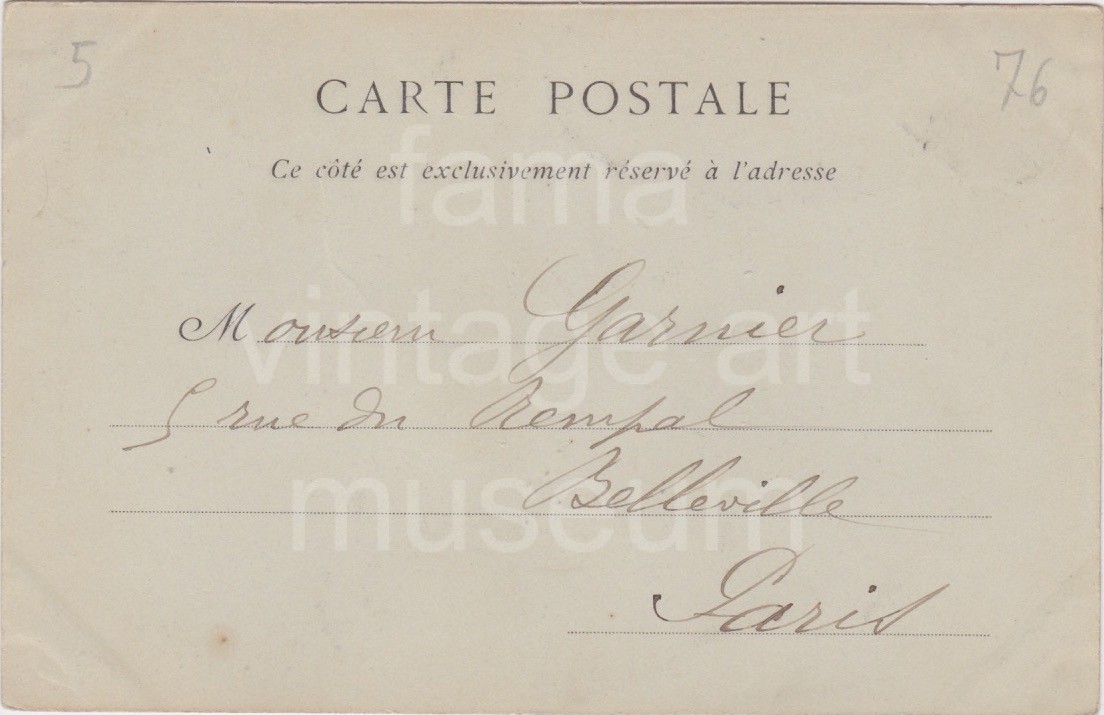 5
76
CARTE POSTALE
Ce côté est exclusivement réservé à l'adresse
fama
Monsieur Garnier
vintage art
5 rue du
Belleville
museum
Paris